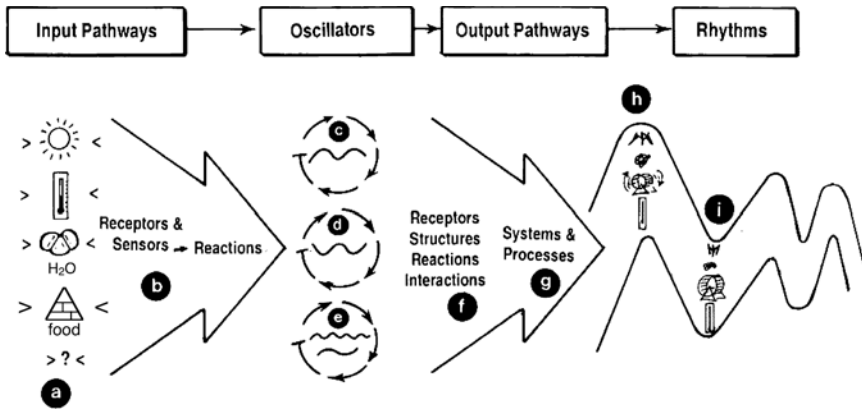 Input Pathways
Oscillators
Output Pathways
Rhythms
> <
> <
> <
H₂O
> <
food
> ? <
a
Receptors &
Sensors → Reactions
b
c
d
e
Receptors
Structures
Reactions
Interactions
f
Systems &
Processes
g
h
i